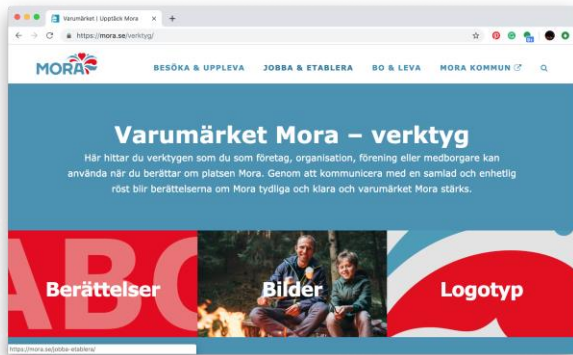 Varumärket | Upptäck Mora
https://mora.se/verktyg/
MORA
BESÖKA & UPPLEVA
JOBBA & ETABLERA
BO & LEVA
MORA KOMMUN
Varumärket Mora – verktyg
Här hittar du verktygen som du som företag, organisation, förening eller medborgare kan
använda när du berättar om platsen Mora. Genom att kommunicera med en samlad och enhetlig
röst blir berättelserna om Mora tydliga och klara och varumärket Mora stärks.
ABC
Berättelser
Bilder
Logotyp
https://mora.se/jobba-etablera/